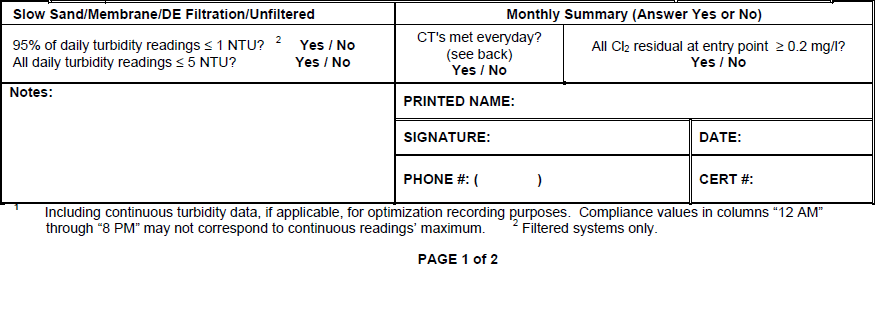 Slow Sand/Membrane/DE Filtration/Unfiltered
Monthly Summary (Answer Yes or No)
95% of daily turbidity readings ≤ 1 NTU? 2 Yes / No
All daily turbidity readings ≤ 5 NTU? Yes / No
CT's met everyday?
(see back)
Yes / No
All Cl2 residual at entry point ≥ 0.2 mg/l?
Yes / No
Notes:
PRINTED NAME:
SIGNATURE:
DATE:
PHONE #: ( )
CERT #:
1 Including continuous turbidity data, if applicable, for optimization recording purposes. Compliance values in columns “12 AM”
through “8 PM” may not correspond to continuous readings’ maximum. 2 Filtered systems only.
PAGE 1 of 2